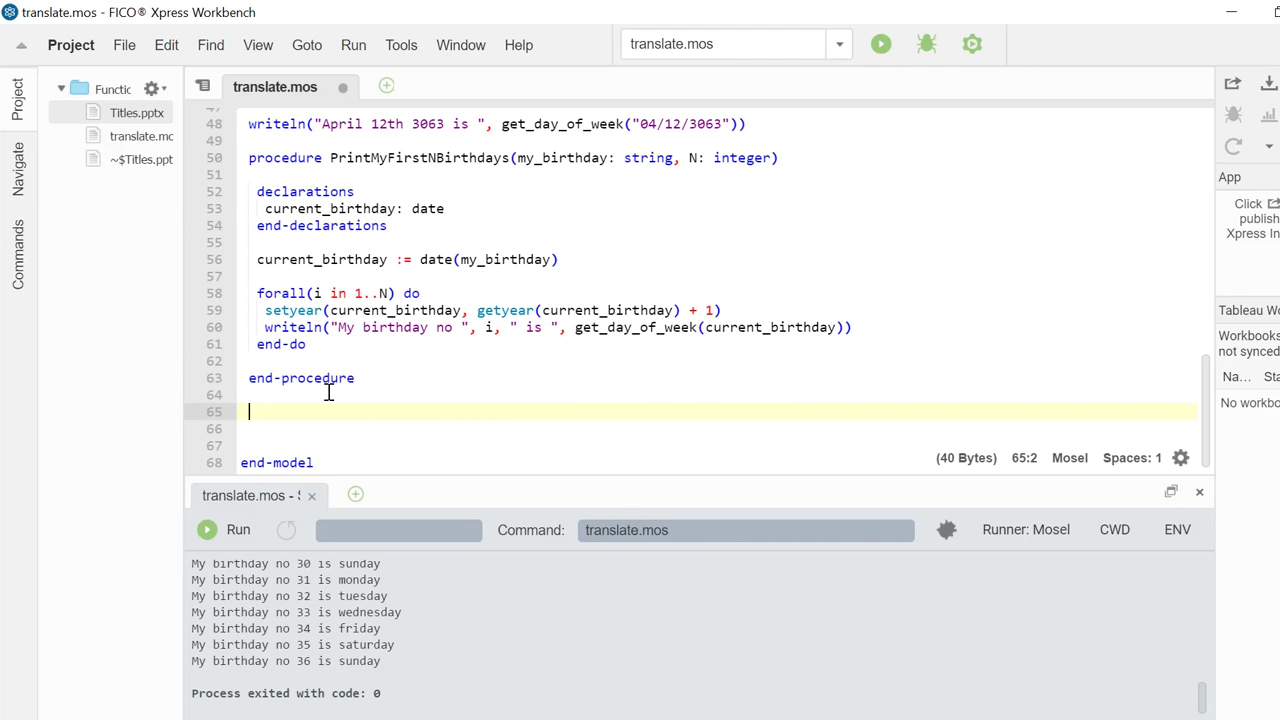 translate.mos - FICO® Xpress Workbench
Project File Edit Find View Goto Run Tools Window Help
translate.mos
Project
Navigate
Commands
Functic
Titles.pptx
translate.mc
~$Titles.ppt
translate.mos
47
48 writeln("April 12th 3063 is ", get_day_of_week("04/12/3063"))
49
50 procedure PrintMyFirstNBirthdays(my_birthday: string, N: integer)
51
52 declarations
53 current_birthday: date
54 end-declarations
55
56 current_birthday := date(my_birthday)
57
58 forall(i in 1..N) do
59 setyear(current_birthday, getyear(current_birthday) + 1)
60 writeln("My birthday no ", i, " is ", get_day_of_week(current_birthday))
61 end-do
62
63 end-procedure
64
65
66
67
68 end-model
(40 Bytes) 65:2 Mosel Spaces: 1
App
Click
publish
Xpress In
Tableau Wo
Workbooks
not synced
Na... Sta
No workbo
translate.mos - S
Run Command: translate.mos Runner: Mosel CWD ENV
My birthday no 30 is sunday
My birthday no 31 is monday
My birthday no 32 is tuesday
My birthday no 33 is wednesday
My birthday no 34 is friday
My birthday no 35 is saturday
My birthday no 36 is sunday
Process exited with code: 0